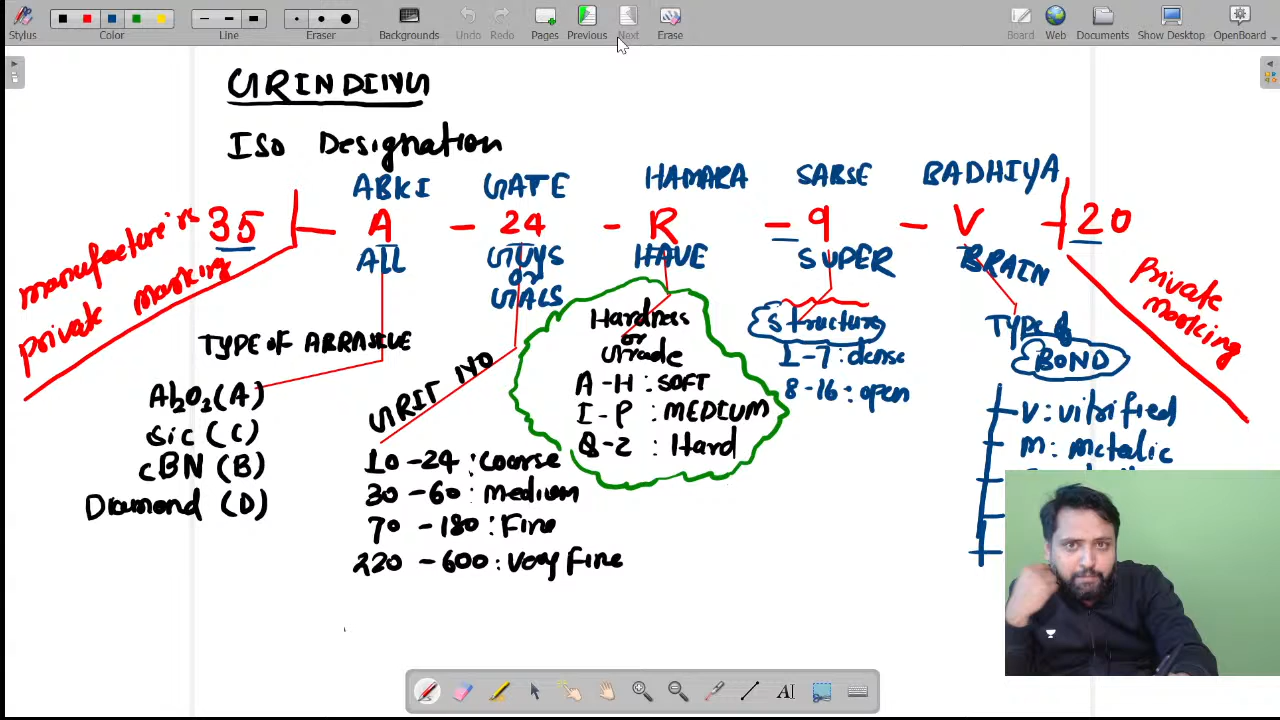 Stylus Color Line Eraser Backgrounds Undo Redo Pages Previous Next Erase Board Web Documents Show Desktop OpenBoard
GRINDING
ISO Designation
ABKI GATE HAMARA SABSE BADHIYA
35 - A - 24 - R - 9 - V - 20
ALL GUYS or GALS HAVE SUPER BRAIN
manufacture's
private marking
Private
marking
TYPE OF ABRASIVE
Al2O3 (A)
Sic (C)
CBN (B)
Diamond (D)
GRIT NO
10 - 24 : Coarse
30 - 60 : Medium
70 - 180 : Fine
220 - 600 : Very Fine
Hardness
or
Grade
A - H : SOFT
I - P : MEDIUM
Q - Z : Hard
Structure
1 - 7 : dense
8 - 16 : open
TYPE of
BOND
V : vitrified
M : metalic